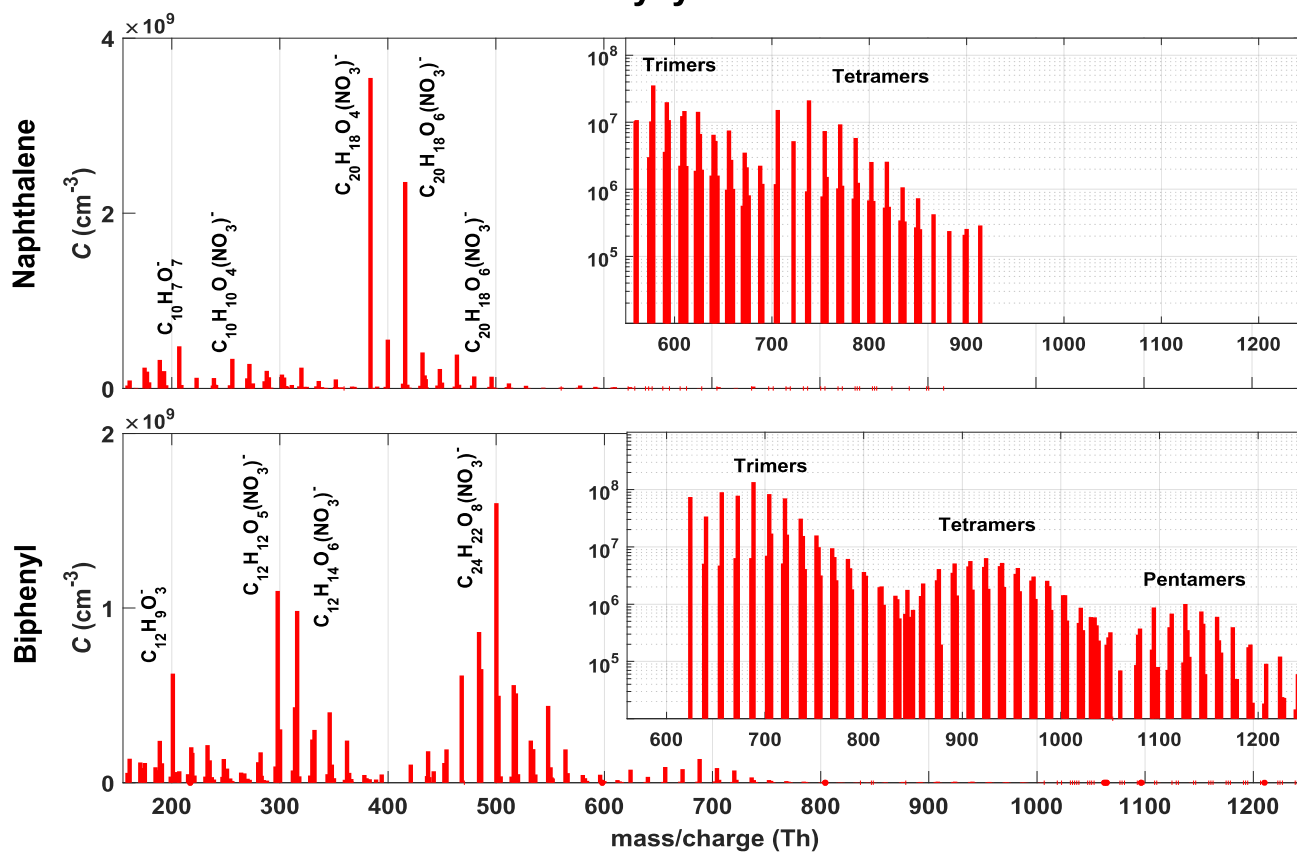 ×10⁹
4
2
0
Naphthalene
C (cm⁻³)
C₁₀H₇O₇⁻
C₁₀H₁₀O₄(NO₃)⁻
C₂₀H₁₈O₄(NO₃)⁻
C₂₀H₁₈O₆(NO₃)⁻
C₂₀H₁₈O₆(NO₃)⁻
10⁸
10⁷
10⁶
10⁵
Trimers
Tetramers
600 700 800 900 1000 1100 1200
×10⁹
2
1
0
Biphenyl
C (cm⁻³)
C₁₂H₉O₃⁻
C₁₂H₁₂O₅(NO₃)⁻
C₁₂H₁₄O₆(NO₃)⁻
C₂₄H₂₂O₈(NO₃)⁻
10⁸
10⁷
10⁶
10⁵
Trimers
Tetramers
Pentamers
600 700 800 900 1000 1100 1200
200 300 400 500 600 700 800 900 1000 1100 1200
mass/charge (Th)